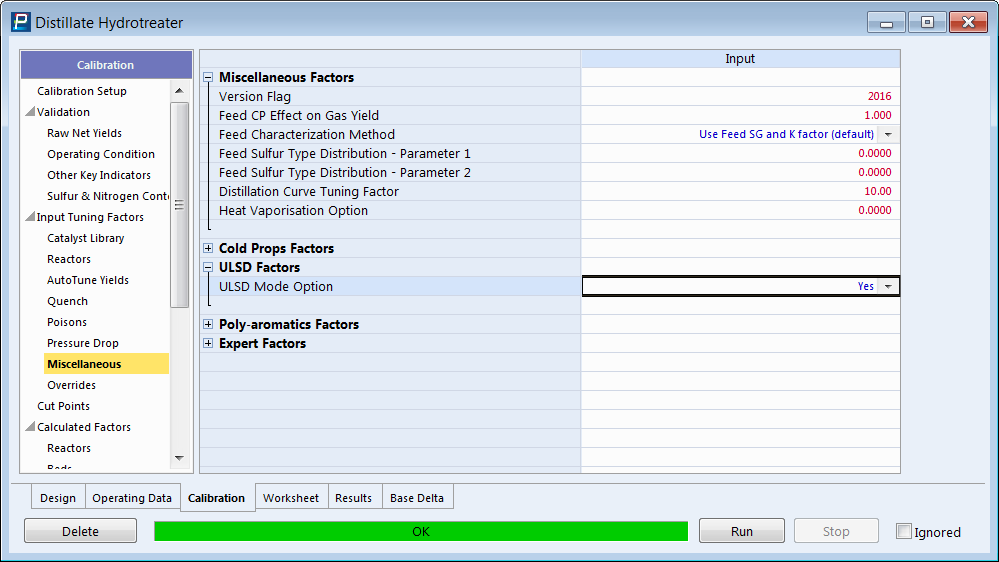 Distillate Hydrotreater
Calibration
Calibration Setup
Validation
Raw Net Yields
Operating Condition
Other Key Indicators
Sulfur & Nitrogen Cont
Input Tuning Factors
Catalyst Library
Reactors
AutoTune Yields
Quench
Poisons
Pressure Drop
Miscellaneous
Overrides
Cut Points
Calculated Factors
Reactors
Beds
Input
Miscellaneous Factors
Version Flag 2016
Feed CP Effect on Gas Yield 1.000
Feed Characterization Method Use Feed SG and K factor (default)
Feed Sulfur Type Distribution - Parameter 1 0.0000
Feed Sulfur Type Distribution - Parameter 2 0.0000
Distillation Curve Tuning Factor 10.00
Heat Vaporisation Option 0.0000
Cold Props Factors
ULSD Factors
ULSD Mode Option Yes
Poly-aromatics Factors
Expert Factors
Design Operating Data Calibration Worksheet Results Base Delta
Delete OK Run Stop Ignored